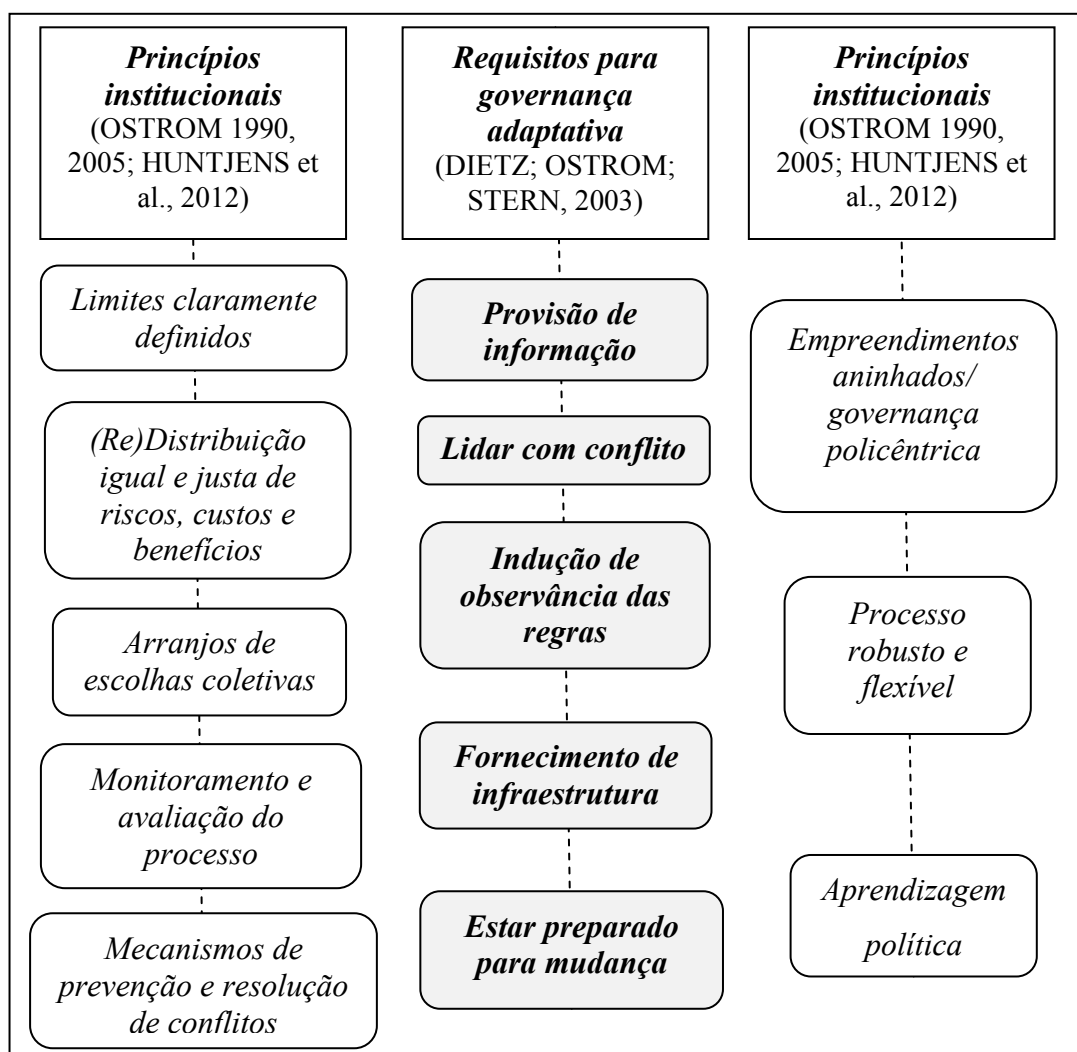 Princípios
institucionais
(OSTROM 1990,
2005; HUNTJENS et
al., 2012)
Limites claramente
definidos
(Re)Distribuição
igual e justa de
riscos, custos e
benefícios
Arranjos de
escolhas coletivas
Monitoramento e
avaliação do
processo
Mecanismos de
prevenção e resolução
de conflitos
Requisitos para
governança
adaptativa
(DIETZ; OSTROM;
STERN, 2003)
Provisão de
informação
Lidar com conflito
Indução de
observância das
regras
Fornecimento de
infraestrutura
Estar preparado
para mudança
Princípios
institucionais
(OSTROM 1990,
2005; HUNTJENS et
al., 2012)
Empreendimentos
aninhados/
governança
policêntrica
Processo
robusto e
flexível
Aprendizagem
política